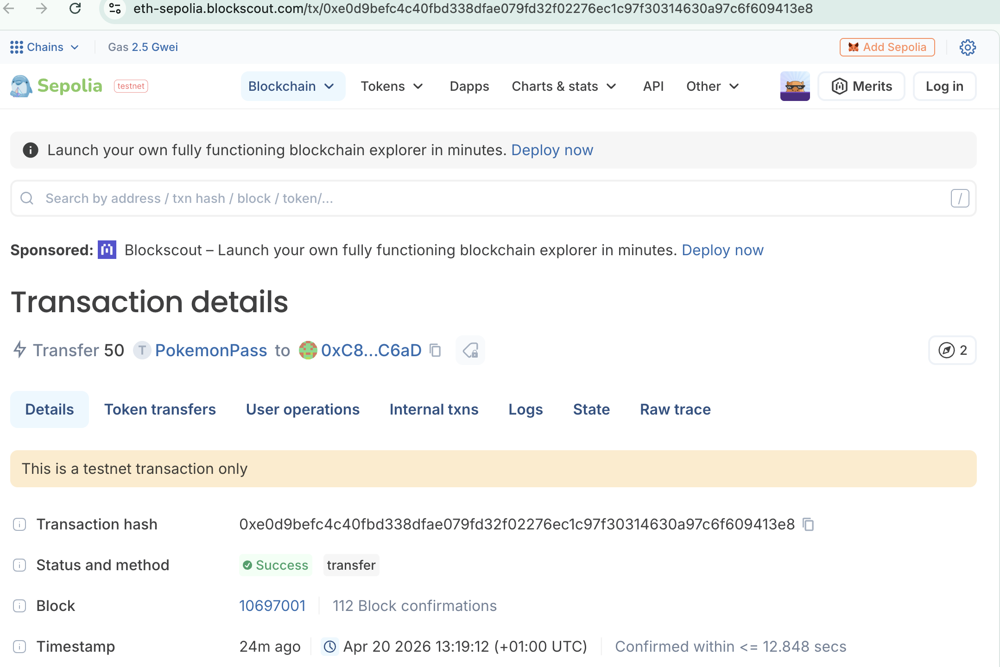 eth-sepolia.blockscout.com/tx/0xe0d9befc4c40fbd338dfae079fd32f02276ec1c97f30314630a97c6f609413e8
Chains Gas 2.5 Gwei Add Sepolia
Sepolia testnet Blockchain Tokens Dapps Charts & stats API Other Merits Log in
Launch your own fully functioning blockchain explorer in minutes. Deploy now
Search by address / txn hash / block / token/... /
Sponsored: Blockscout – Launch your own fully functioning blockchain explorer in minutes. Deploy now
Transaction details
Transfer 50 T PokemonPass to 0xC8...C6aD 2
Details Token transfers User operations Internal txns Logs State Raw trace
This is a testnet transaction only
Transaction hash 0xe0d9befc4c40fbd338dfae079fd32f02276ec1c97f30314630a97c6f609413e8
Status and method Success transfer
Block 10697001 112 Block confirmations
Timestamp 24m ago Apr 20 2026 13:19:12 (+01:00 UTC) Confirmed within <= 12.848 secs